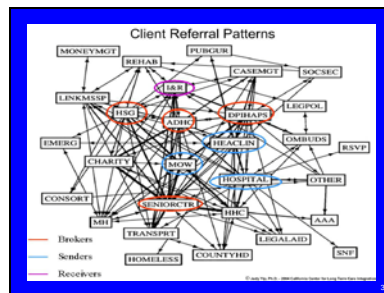 Client Referral Patterns
MONEYMGT
PUBGUR
REHAB
CASEMGT
SOCSEC
I&R
LINKMSSP
HSG
ADHC
DPIHAPS
LEGPOL
EMERG
HEACLIN
OMBUDS
RSVP
CHARITY
MOW
HOSPITAL
OTHER
CONSORT
SENIORCTR
HHC
MH
AAA
TRANSPRT
LEGALAID
HOMELESS
COUNTYHD
SNF
Brokers
Senders
Receivers